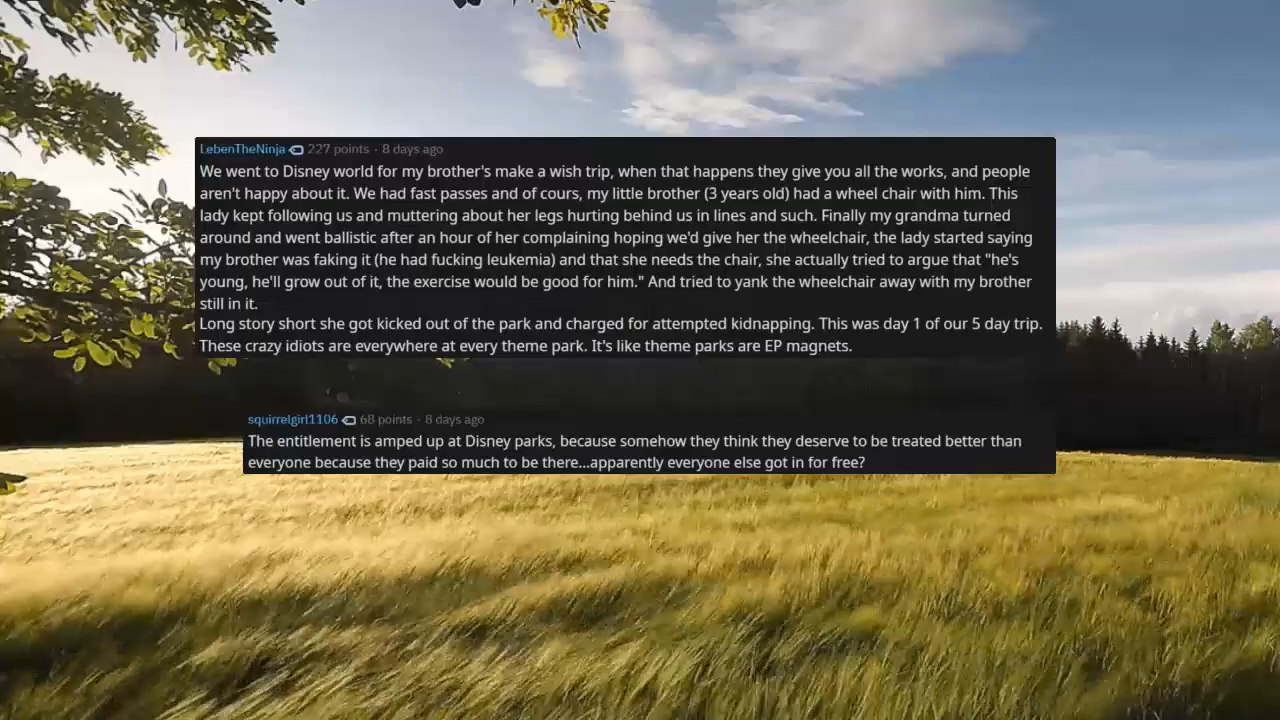 LebenTheNinja 227 points · 8 days ago
We went to Disney world for my brother's make a wish trip, when that happens they give you all the works, and people
aren't happy about it. We had fast passes and of cours, my little brother (3 years old) had a wheel chair with him. This
lady kept following us and muttering about her legs hurting behind us in lines and such. Finally my grandma turned
around and went ballistic after an hour of her complaining hoping we'd give her the wheelchair, the lady started saying
my brother was faking it (he had fucking leukemia) and that she needs the chair, she actually tried to argue that "he's
young, he'll grow out of it, the exercise would be good for him." And tried to yank the wheelchair away with my brother
still in it.
Long story short she got kicked out of the park and charged for attempted kidnapping. This was day 1 of our 5 day trip.
These crazy idiots are everywhere at every theme park. It's like theme parks are EP magnets.
squirrelgirl1106 68 points · 8 days ago
The entitlement is amped up at Disney parks, because somehow they think they deserve to be treated better than
everyone because they paid so much to be there...apparently everyone else got in for free?